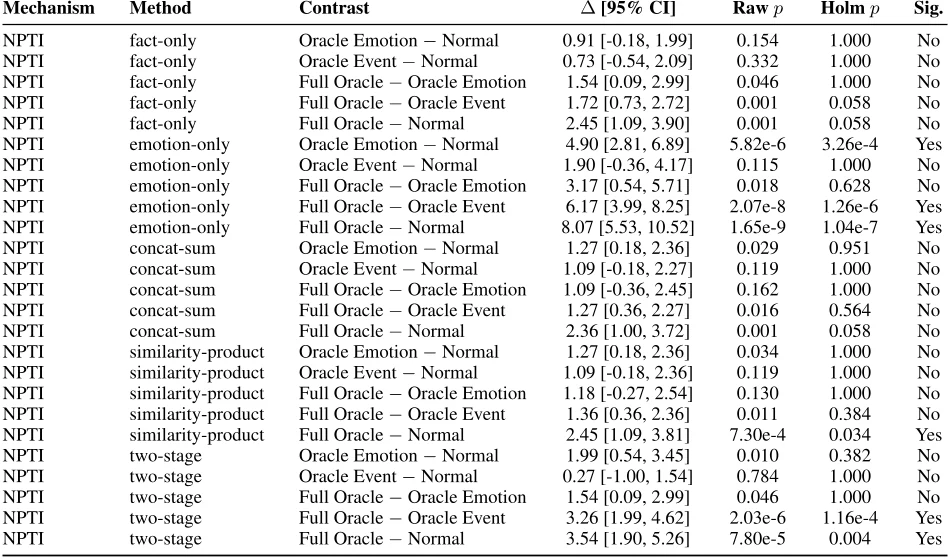 Mechanism Method Contrast Δ [95% CI] Raw p Holm p Sig.
NPTI fact-only Oracle Emotion − Normal 0.91 [-0.18, 1.99] 0.154 1.000 No
NPTI fact-only Oracle Event − Normal 0.73 [-0.54, 2.09] 0.332 1.000 No
NPTI fact-only Full Oracle − Oracle Emotion 1.54 [0.09, 2.99] 0.046 1.000 No
NPTI fact-only Full Oracle − Oracle Event 1.72 [0.73, 2.72] 0.001 0.058 No
NPTI fact-only Full Oracle − Normal 2.45 [1.09, 3.90] 0.001 0.058 No
NPTI emotion-only Oracle Emotion − Normal 4.90 [2.81, 6.89] 5.82e-6 3.26e-4 Yes
NPTI emotion-only Oracle Event − Normal 1.90 [-0.36, 4.17] 0.115 1.000 No
NPTI emotion-only Full Oracle − Oracle Emotion 3.17 [0.54, 5.71] 0.018 0.628 No
NPTI emotion-only Full Oracle − Oracle Event 6.17 [3.99, 8.25] 2.07e-8 1.26e-6 Yes
NPTI emotion-only Full Oracle − Normal 8.07 [5.53, 10.52] 1.65e-9 1.04e-7 Yes
NPTI concat-sum Oracle Emotion − Normal 1.27 [0.18, 2.36] 0.029 0.951 No
NPTI concat-sum Oracle Event − Normal 1.09 [-0.18, 2.27] 0.119 1.000 No
NPTI concat-sum Full Oracle − Oracle Emotion 1.09 [-0.36, 2.45] 0.162 1.000 No
NPTI concat-sum Full Oracle − Oracle Event 1.27 [0.36, 2.27] 0.016 0.564 No
NPTI concat-sum Full Oracle − Normal 2.36 [1.00, 3.72] 0.001 0.058 No
NPTI similarity-product Oracle Emotion − Normal 1.27 [0.18, 2.36] 0.034 1.000 No
NPTI similarity-product Oracle Event − Normal 1.09 [-0.18, 2.36] 0.119 1.000 No
NPTI similarity-product Full Oracle − Oracle Emotion 1.18 [-0.27, 2.54] 0.130 1.000 No
NPTI similarity-product Full Oracle − Oracle Event 1.36 [0.36, 2.36] 0.011 0.384 No
NPTI similarity-product Full Oracle − Normal 2.45 [1.09, 3.81] 7.30e-4 0.034 Yes
NPTI two-stage Oracle Emotion − Normal 1.99 [0.54, 3.45] 0.010 0.382 No
NPTI two-stage Oracle Event − Normal 0.27 [-1.00, 1.54] 0.784 1.000 No
NPTI two-stage Full Oracle − Oracle Emotion 1.54 [0.09, 2.99] 0.046 1.000 No
NPTI two-stage Full Oracle − Oracle Event 3.26 [1.99, 4.62] 2.03e-6 1.16e-4 Yes
NPTI two-stage Full Oracle − Normal 3.54 [1.90, 5.26] 7.80e-5 0.004 Yes